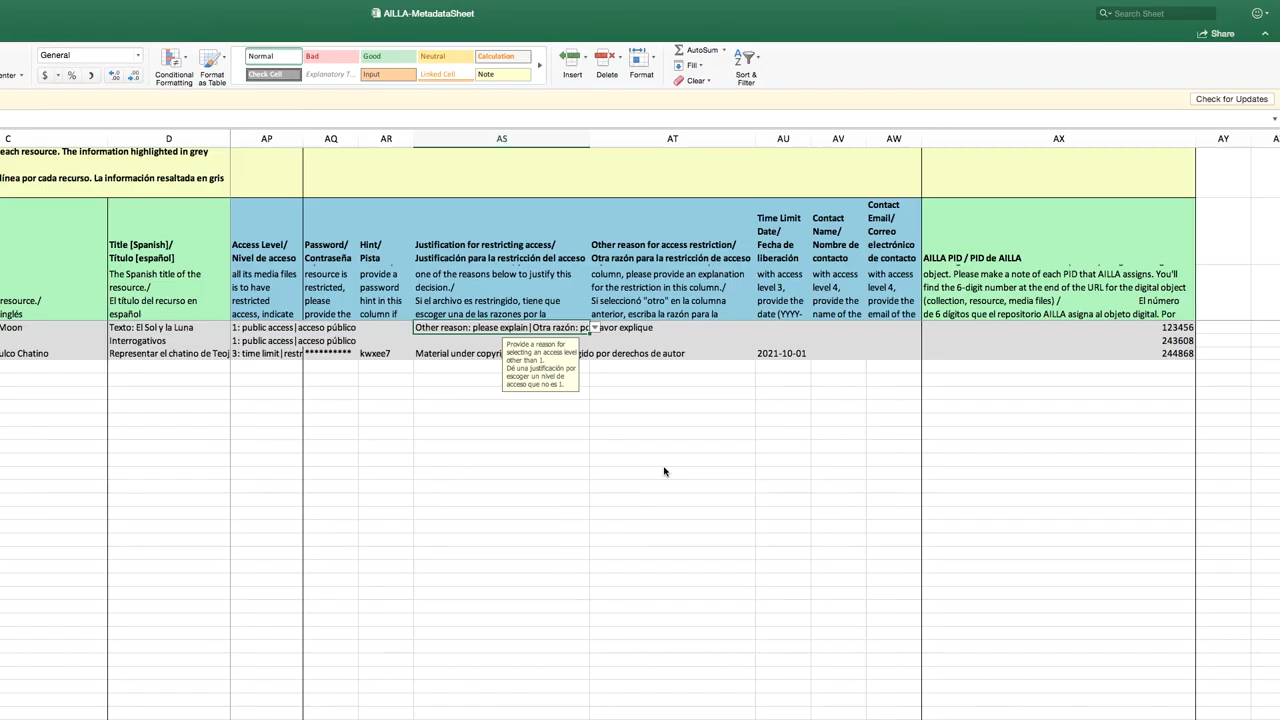 AILLA-MetadataSheet
Search Sheet
Share
General
Normal
Bad
Good
Neutral
Calculation
Check Cell
Explanatory T...
Input
Linked Cell
Note
Conditional Formatting
Format as Table
Insert
Delete
Format
AutoSum
Fill
Clear
Sort & Filter
$ %
Check for Updates
C D AP AQ AR AS AT AU AV AW AX AY
each resource. The information highlighted in grey
línea por cada recurso. La información resaltada en gris
Title [Spanish]/
Título [español]
Access Level/
Nivel de acceso
Password/
Contraseña
Hint/
Pista
Justification for restricting access/
Justificación para la restricción del acceso
Other reason for access restriction/
Otra razón para la restricción de acceso
Time Limit
Date/
Fecha de
liberación
Contact
Name/
Nombre de
contacto
Contact
Email/
Correo
electrónico
de contacto
AILLA PID / PID de AILLA
resource./
inglés
The Spanish title of the
resource./
El título del recurso en
español
all its media files
is to have
restricted
access, indicate
resource is
restricted,
please
provide the
provide a
password
hint in this
column if
one of the reasons below to justify this
decision./
Si el archivo es restringido, tiene que
escoger una de las razones por la
column, please provide an explanation
for the restriction in this column./
Si seleccionó "otro" en la columna
anterior, escriba la razón para la
with access
level 3,
provide the
date (YYYY-
with access
level 4,
provide the
name of the
with access
level 4,
provide the
email of the
object. Please make a note of each PID that AILLA assigns. You'll
find the 6-digit number at the end of the URL for the digital object
(collection, resource, media files) / El número
de 6 dígitos que el repositorio AILLA asigna al objeto digital. Por
Moon Texto: El Sol y la Luna 1: public access|acceso público Other reason: please explain|Otra razón: po avor explique 123456
Interrogativos 1: public access|acceso público 243608
ulco Chatino Representar el chatino de Teoj 3: time limit|restr ********** kwxee7 Material under copyri gido por derechos de autor 2021-10-01 244868
Provide a reason for
selecting an access level
other than 1.
Dé una justificación por
escoger un nivel de
acceso que no es 1.